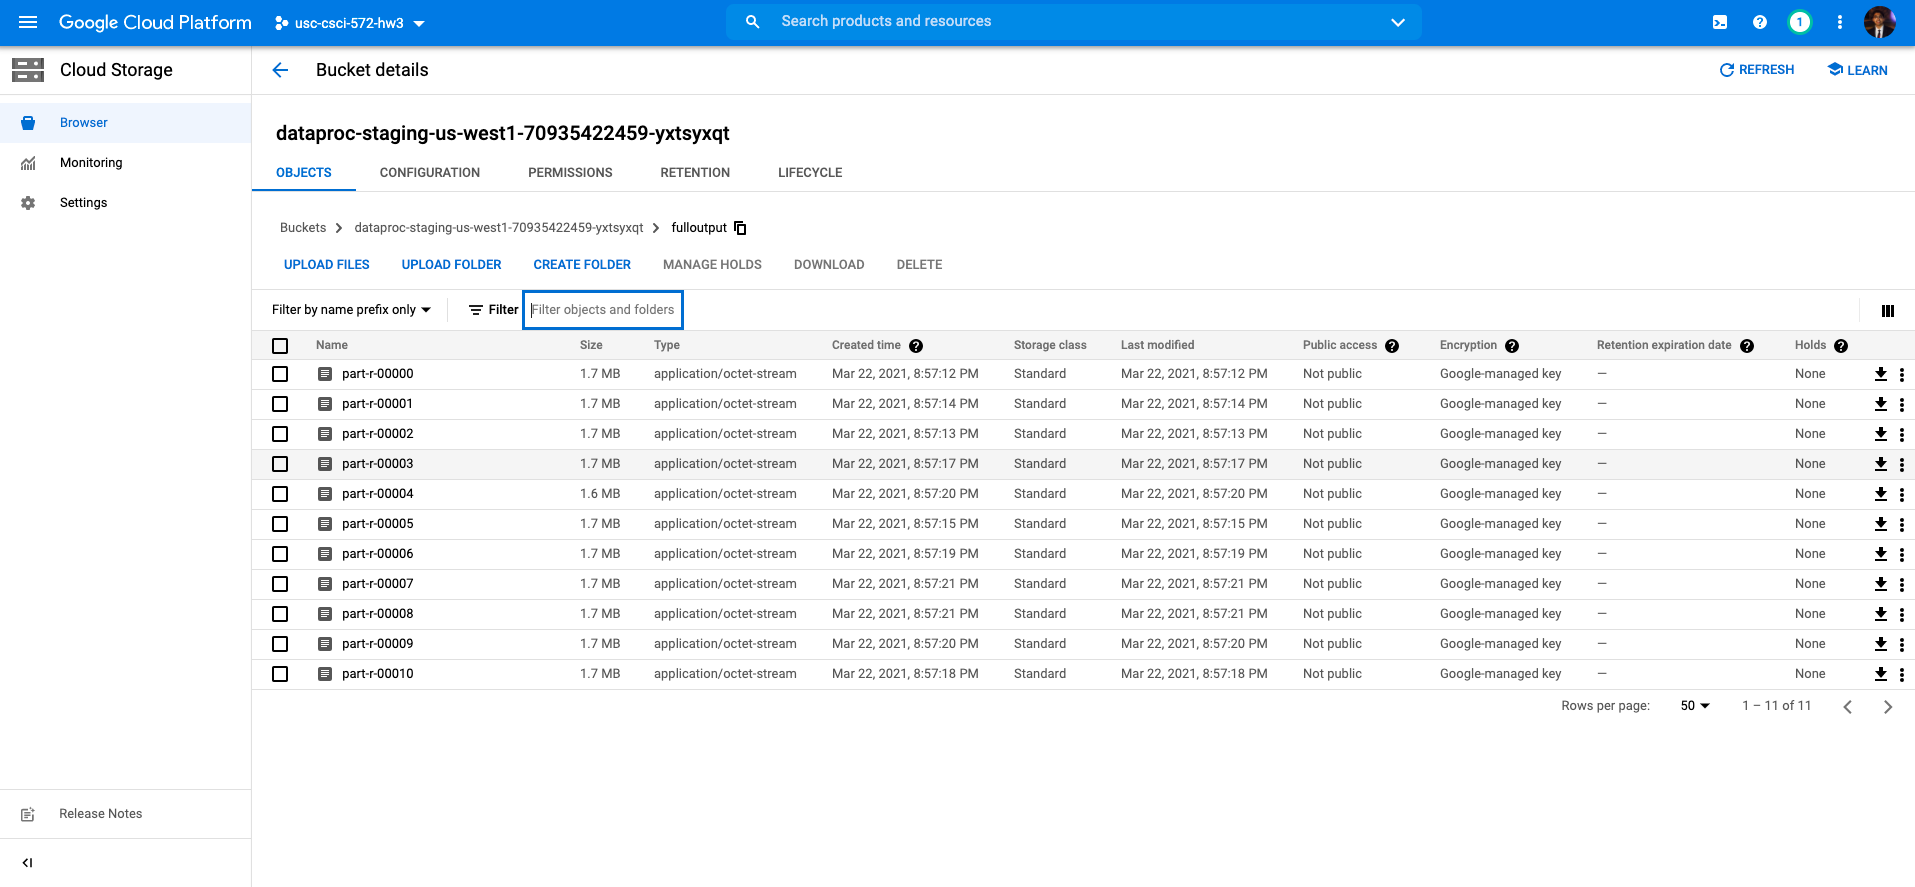 Google Cloud Platform usc-csci-572-hw3 Search products and resources 1
Cloud Storage Bucket details REFRESH LEARN
Browser
Monitoring
Settings
Release Notes
dataproc-staging-us-west1-70935422459-yxtsyxqt
OBJECTS CONFIGURATION PERMISSIONS RETENTION LIFECYCLE
Buckets dataproc-staging-us-west1-70935422459-yxtsyxqt fulloutput
UPLOAD FILES UPLOAD FOLDER CREATE FOLDER MANAGE HOLDS DOWNLOAD DELETE
Filter by name prefix only Filter Filter objects and folders
Name Size Type Created time Storage class Last modified Public access Encryption Retention expiration date Holds
part-r-00000 1.7 MB application/octet-stream Mar 22, 2021, 8:57:12 PM Standard Mar 22, 2021, 8:57:12 PM Not public Google-managed key — None
part-r-00001 1.7 MB application/octet-stream Mar 22, 2021, 8:57:14 PM Standard Mar 22, 2021, 8:57:14 PM Not public Google-managed key — None
part-r-00002 1.7 MB application/octet-stream Mar 22, 2021, 8:57:13 PM Standard Mar 22, 2021, 8:57:13 PM Not public Google-managed key — None
part-r-00003 1.7 MB application/octet-stream Mar 22, 2021, 8:57:17 PM Standard Mar 22, 2021, 8:57:17 PM Not public Google-managed key — None
part-r-00004 1.6 MB application/octet-stream Mar 22, 2021, 8:57:20 PM Standard Mar 22, 2021, 8:57:20 PM Not public Google-managed key — None
part-r-00005 1.7 MB application/octet-stream Mar 22, 2021, 8:57:15 PM Standard Mar 22, 2021, 8:57:15 PM Not public Google-managed key — None
part-r-00006 1.7 MB application/octet-stream Mar 22, 2021, 8:57:19 PM Standard Mar 22, 2021, 8:57:19 PM Not public Google-managed key — None
part-r-00007 1.7 MB application/octet-stream Mar 22, 2021, 8:57:21 PM Standard Mar 22, 2021, 8:57:21 PM Not public Google-managed key — None
part-r-00008 1.7 MB application/octet-stream Mar 22, 2021, 8:57:21 PM Standard Mar 22, 2021, 8:57:21 PM Not public Google-managed key — None
part-r-00009 1.7 MB application/octet-stream Mar 22, 2021, 8:57:20 PM Standard Mar 22, 2021, 8:57:20 PM Not public Google-managed key — None
part-r-00010 1.7 MB application/octet-stream Mar 22, 2021, 8:57:18 PM Standard Mar 22, 2021, 8:57:18 PM Not public Google-managed key — None
Rows per page: 50 1 – 11 of 11